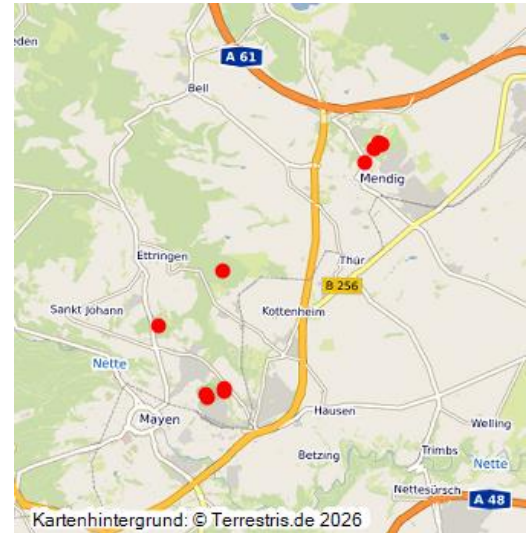 eden
A 61
Bell
Mendig
Ettringen
Thür
B 256
Sankt Johann
Kottenheim
Nette
Mayen
Hausen
Welling
Betzing
Trimbs
Nette
Nettesürsch
A 48
Kartenhintergrund: © Terrestris.de 2026